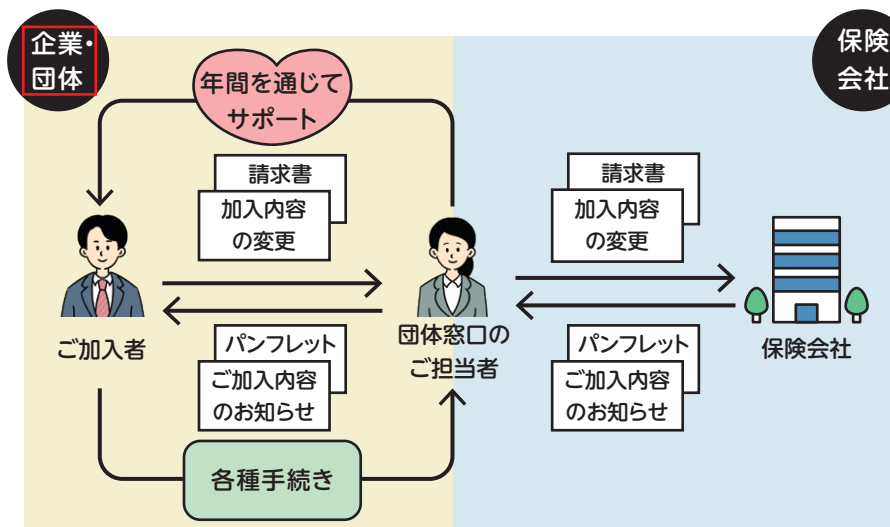 企業・
団体
保険
会社
年間を通じて
サポート
請求書
加入内容
の変更
請求書
加入内容
の変更
ご加入者
団体窓口の
ご担当者
保険会社
パンフレット
ご加入内容
のお知らせ
パンフレット
ご加入内容
のお知らせ
各種手続き